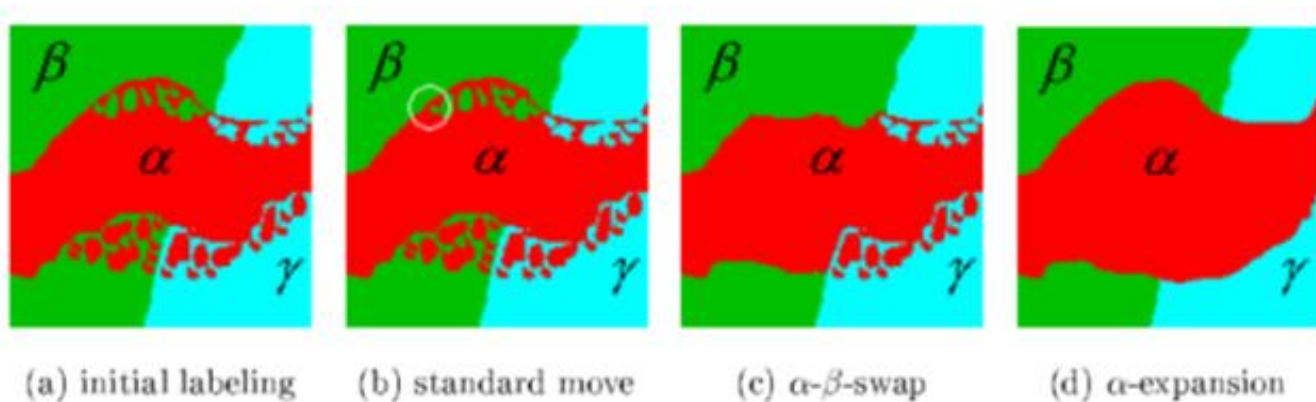 β α γ
β α
β α γ
β α γ
(a) initial labeling (b) standard move (c) α-β-swap (d) α-expansion